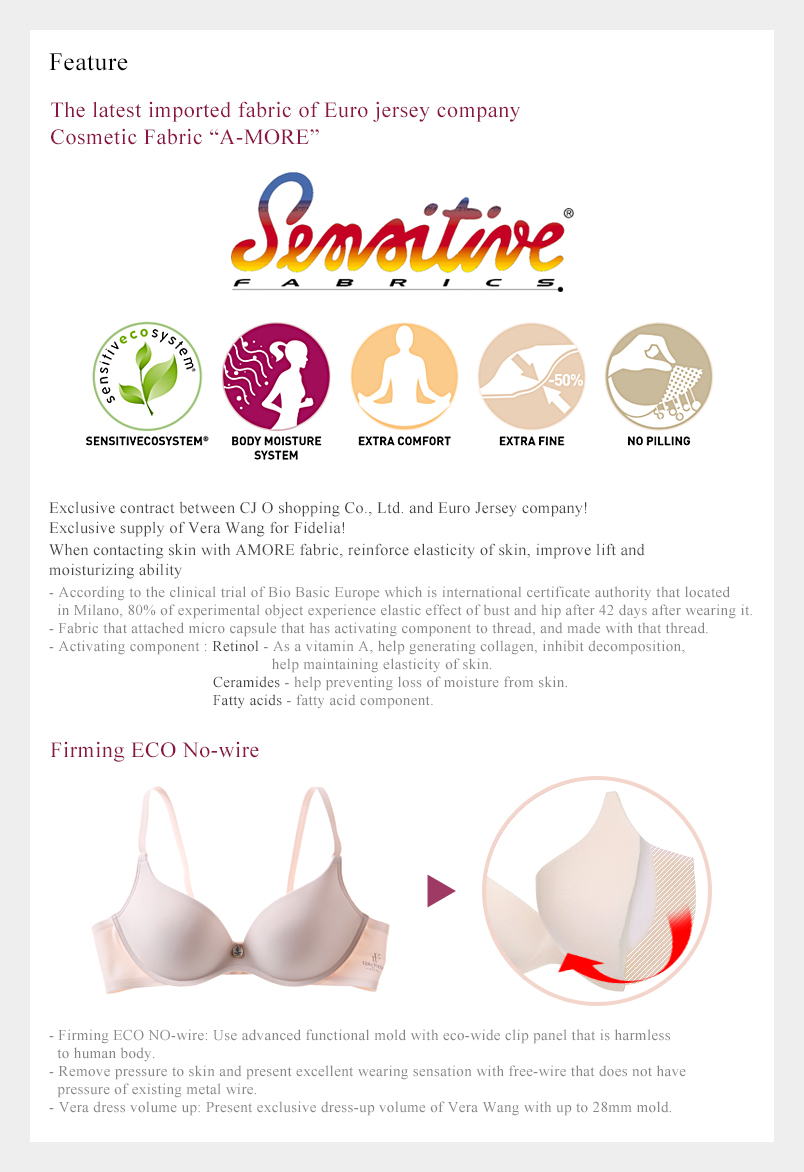 Feature
The latest imported fabric of Euro jersey company
Cosmetic Fabric “A-MORE”
Sensitive®
FABRICS.
sensitivecosystem®
-50%
SENSITIVECOSYSTEM®
BODY MOISTURE
SYSTEM
EXTRA COMFORT
EXTRA FINE
NO PILLING
Exclusive contract between CJ O shopping Co., Ltd. and Euro Jersey company!
Exclusive supply of Vera Wang for Fidelia!
When contacting skin with AMORE fabric, reinforce elasticity of skin, improve lift and
moisturizing ability
- According to the clinical trial of Bio Basic Europe which is international certificate authority that located
in Milano, 80% of experimental object experience elastic effect of bust and hip after 42 days after wearing it.
- Fabric that attached micro capsule that has activating component to thread, and made with that thread.
- Activating component : Retinol - As a vitamin A, help generating collagen, inhibit decomposition,
help maintaining elasticity of skin.
Ceramides - help preventing loss of moisture from skin.
Fatty acids - fatty acid component.
Firming ECO No-wire
- Firming ECO NO-wire: Use advanced functional mold with eco-wide clip panel that is harmless
to human body.
- Remove pressure to skin and present excellent wearing sensation with free-wire that does not have
pressure of existing metal wire.
- Vera dress volume up: Present exclusive dress-up volume of Vera Wang with up to 28mm mold.